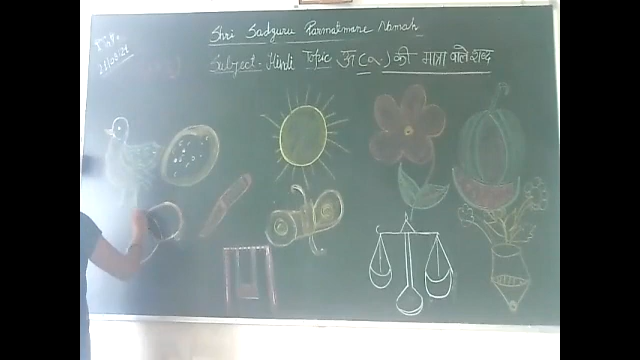 Shri Sadguru Parmatmane Namah
Subject - Hindi Topic ऊ (ू) की मात्रा वाले शब्द